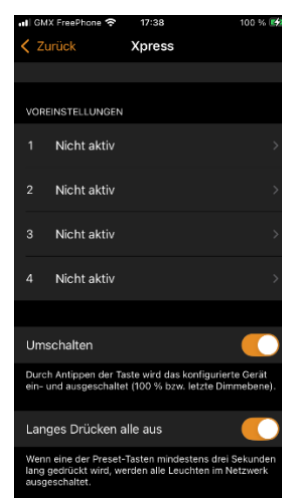 GMX FreePhone 17:38 100 %
Zurück Xpress
VOREINSTELLUNGEN
1 Nicht aktiv
2 Nicht aktiv
3 Nicht aktiv
4 Nicht aktiv
Umschalten
Durch Antippen der Taste wird das konfigurierte Gerät
ein- und ausgeschaltet (100 % bzw. letzte Dimmebene).
Langes Drücken alle aus
Wenn eine der Preset-Tasten mindestens drei Sekunden
lang gedrückt wird, werden alle Leuchten im Netzwerk
ausgeschaltet.